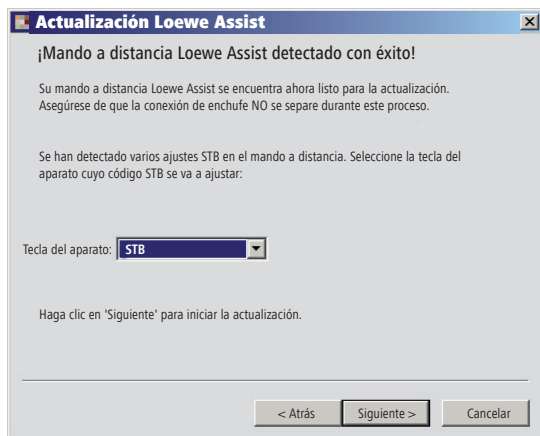 Actualización Loewe Assist
¡Mando a distancia Loewe Assist detectado con éxito!
Su mando a distancia Loewe Assist se encuentra ahora listo para la actualización.
Asegúrese de que la conexión de enchufe NO se separe durante este proceso.
Se han detectado varios ajustes STB en el mando a distancia. Seleccione la tecla del
aparato cuyo código STB se va a ajustar:
Tecla del aparato: STB
Haga clic en 'Siguiente' para iniciar la actualización.
< Atrás Siguiente > Cancelar